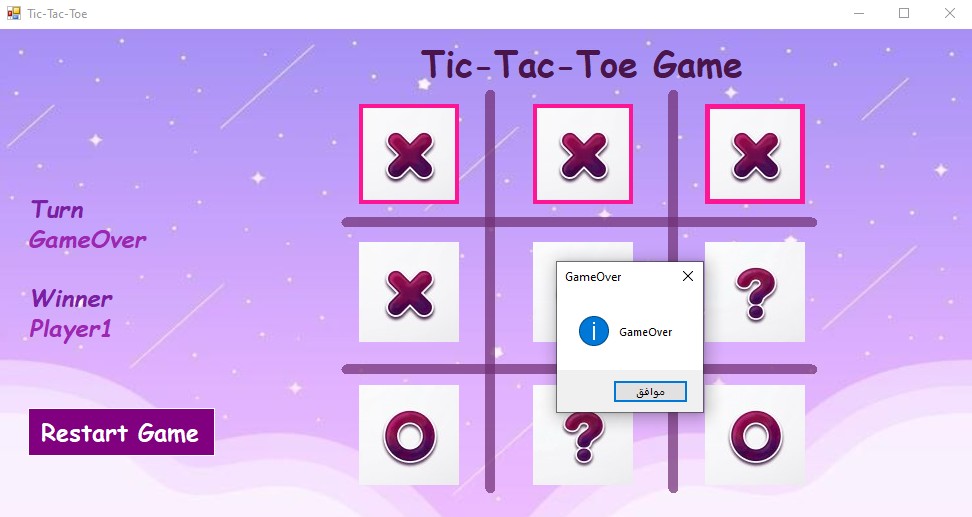 Tic-Tac-Toe
Tic-Tac-Toe Game
X
X
X
Turn
GameOver
X
?
GameOver
GameOver
موافق
Winner
Player1
O
?
O
Restart Game